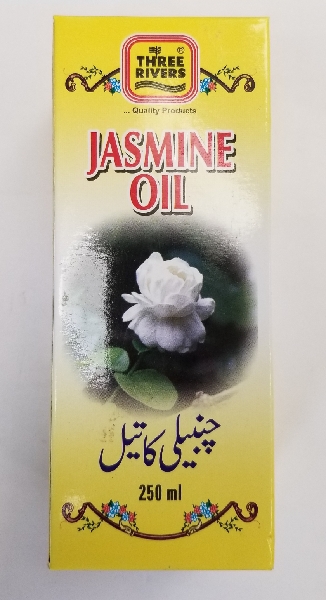 THREE
RIVERS
®
... Quality Products
JASMINE
OIL
چنبیلی کا تیل
250 ml